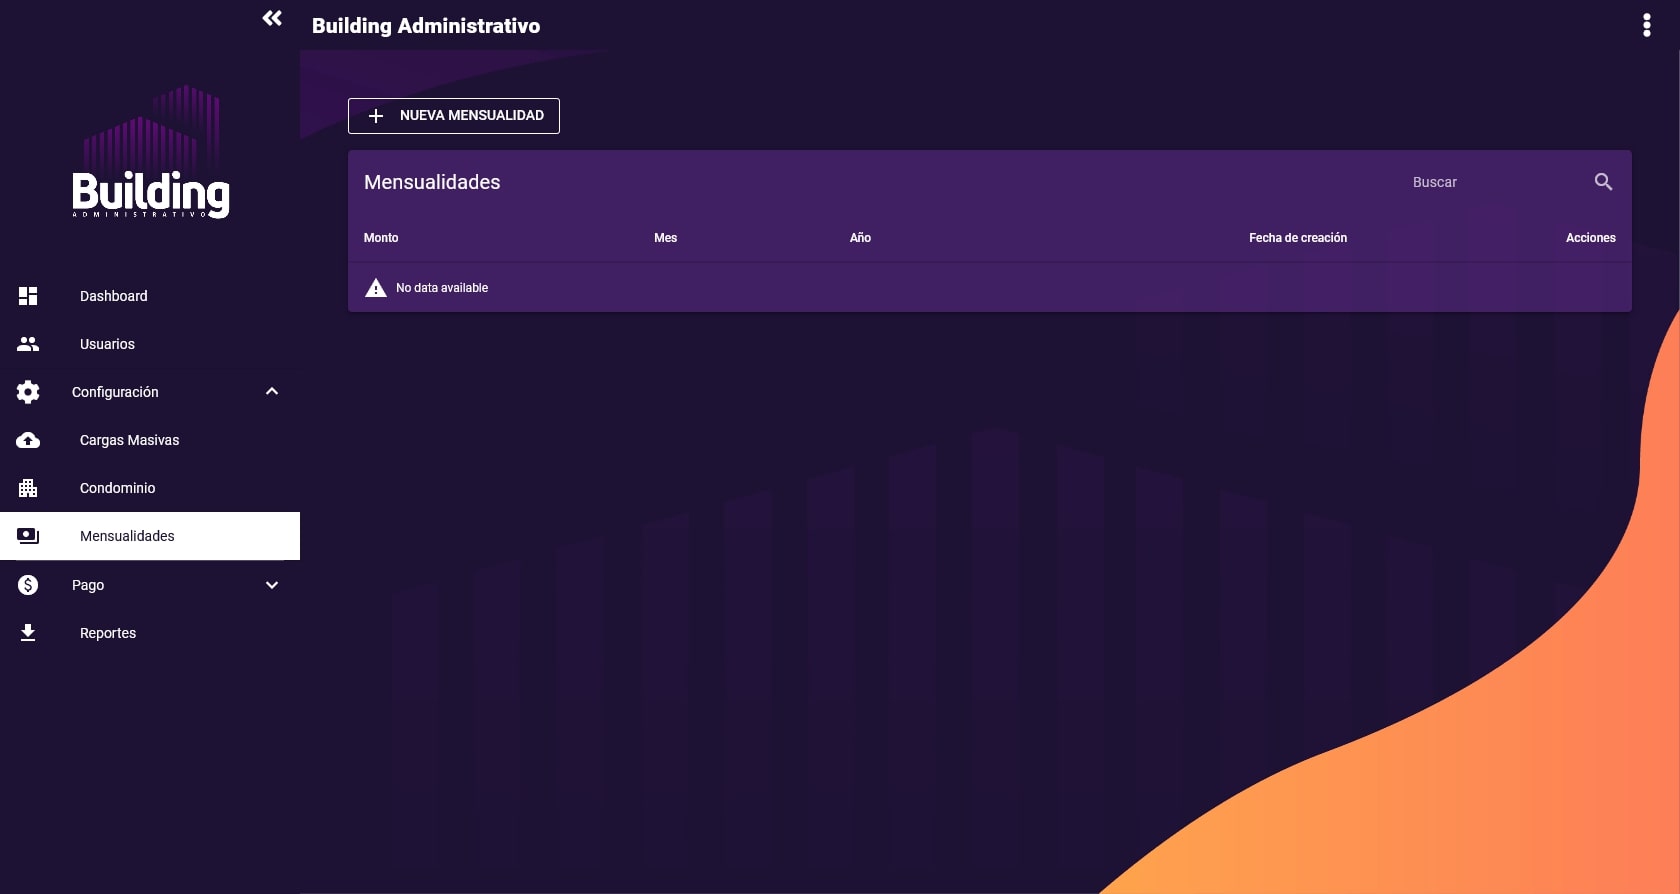 Building Administrativo
Building
ADMINISTRATIVO
Dashboard
Usuarios
Configuración
Cargas Masivas
Condominio
Mensualidades
Pago
Reportes
NUEVA MENSUALIDAD
Mensualidades
Buscar
Monto Mes Año Fecha de creación Acciones
No data available